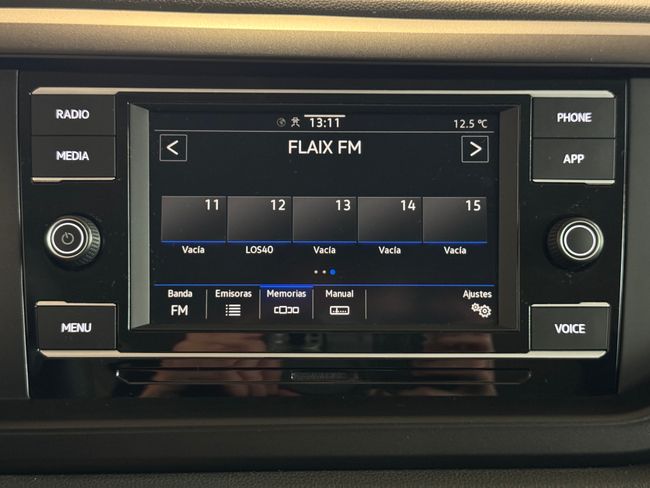 RADIO
MEDIA
MENU
13:11
12.5 °C
<
FLAIX FM
>
11 12 13 14 15
Vacía LOS40 Vacía Vacía Vacía
Banda Emisoras Memorias Manual Ajustes
FM
PHONE
APP
VOICE